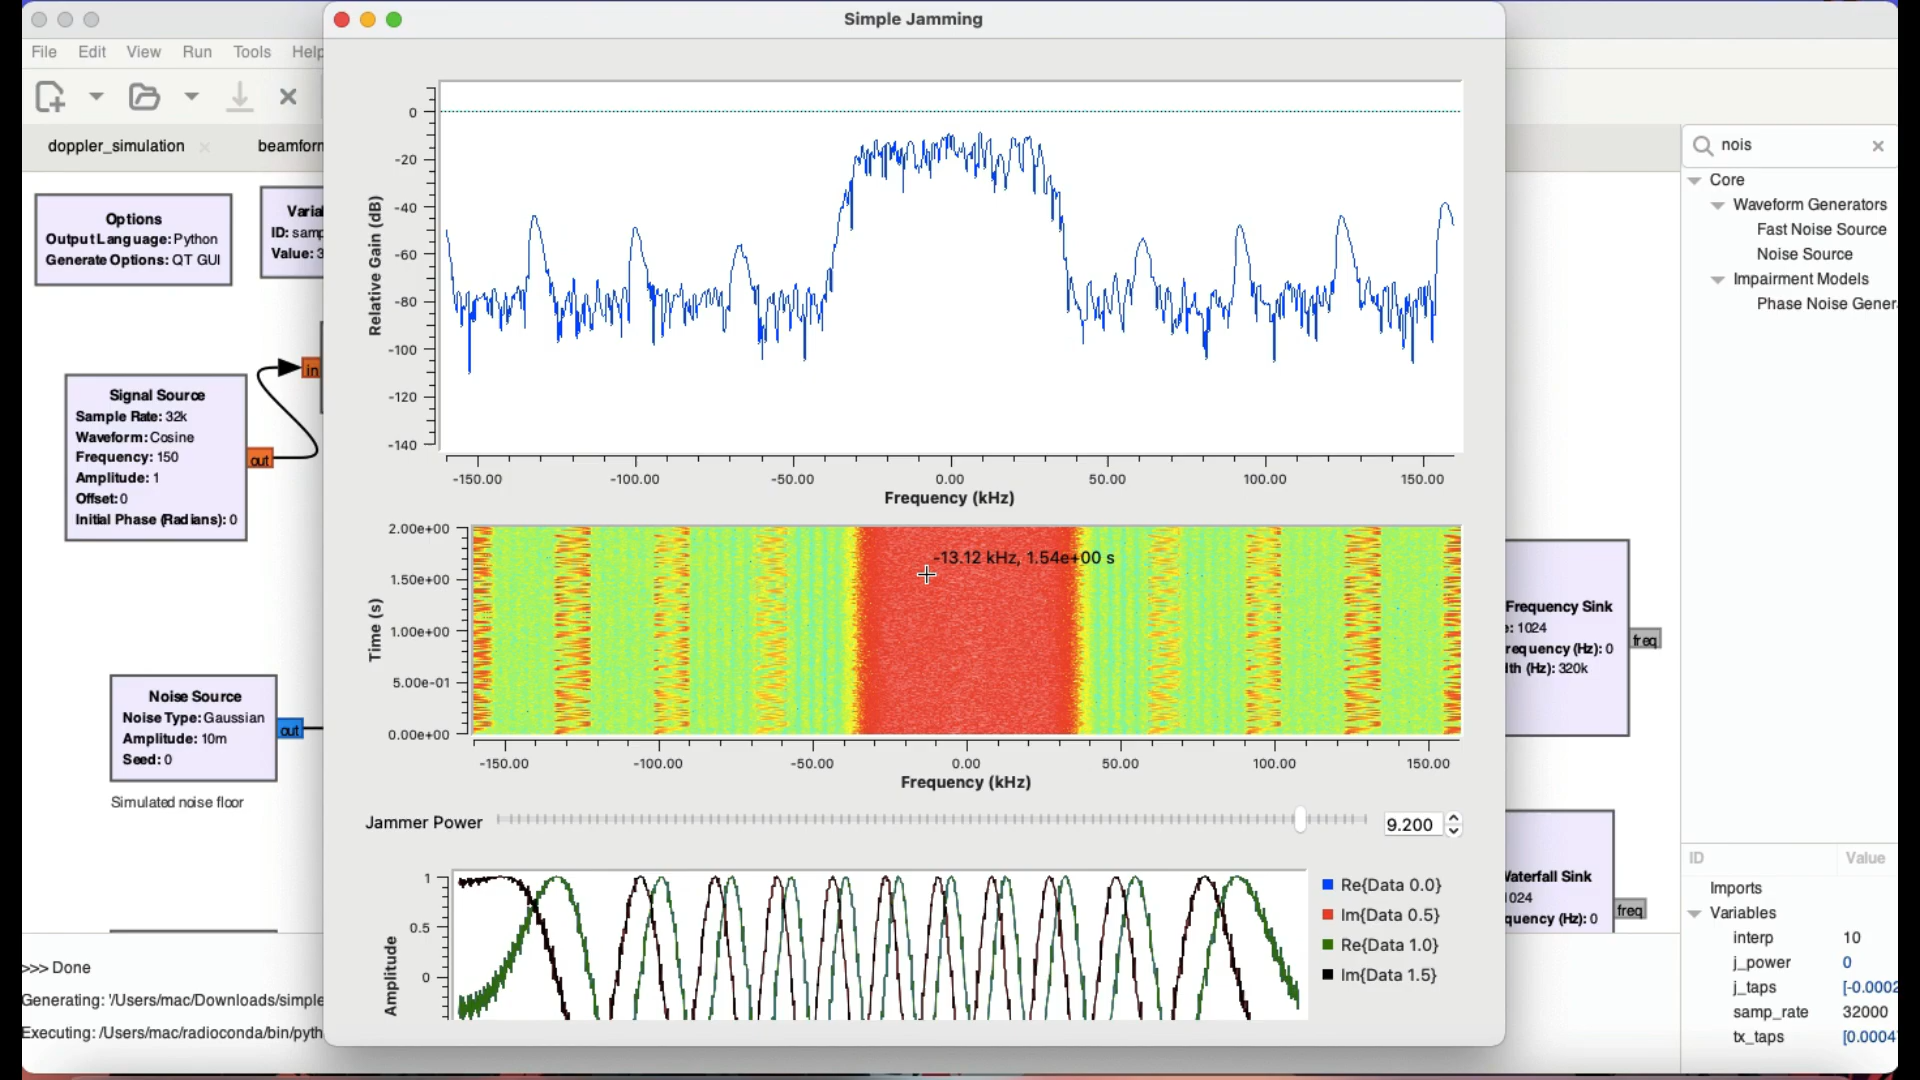 Simple Jamming
File Edit View Run Tools Help
doppler_simulation
beamforn
nois
Core
Waveform Generators
Fast Noise Source
Noise Source
Impairment Models
Phase Noise Gener
Options
Output Language: Python
Generate Options: QT GUI
Varial
ID: samp
Value: 3
in
Signal Source
Sample Rate: 32k
Waveform: Cosine
Frequency: 150
Amplitude: 1
Offset: 0
Initial Phase (Radians): 0
out
Noise Source
Noise Type: Gaussian
Amplitude: 10m
Seed: 0
out
Simulated noise floor
>>> Done
Generating: '/Users/mac/Downloads/simple
Executing: /Users/mac/radioconda/bin/pyth
Relative Gain (dB)
0
-20
-40
-60
-80
-100
-120
-140
-150.00 -100.00 -50.00 0.00 50.00 100.00 150.00
Frequency (kHz)
Time (s)
2.00e+00
1.50e+00
1.00e+00
5.00e-01
0.00e+00
-13.12 kHz, 1.54e+00 s
-150.00 -100.00 -50.00 0.00 50.00 100.00 150.00
Frequency (kHz)
Jammer Power
9.200
Amplitude
1
0.5
0
Re{Data 0.0}
Im{Data 0.5}
Re{Data 1.0}
Im{Data 1.5}
Frequency Sink
e: 1024
requency (Hz): 0
lth (Hz): 320k
freq
Vaterfall Sink
1024
quency (Hz): 0
freq
ID Value
Imports
Variables
interp 10
j_power 0
j_taps [-0.0002
samp_rate 32000
tx_taps [0.0004